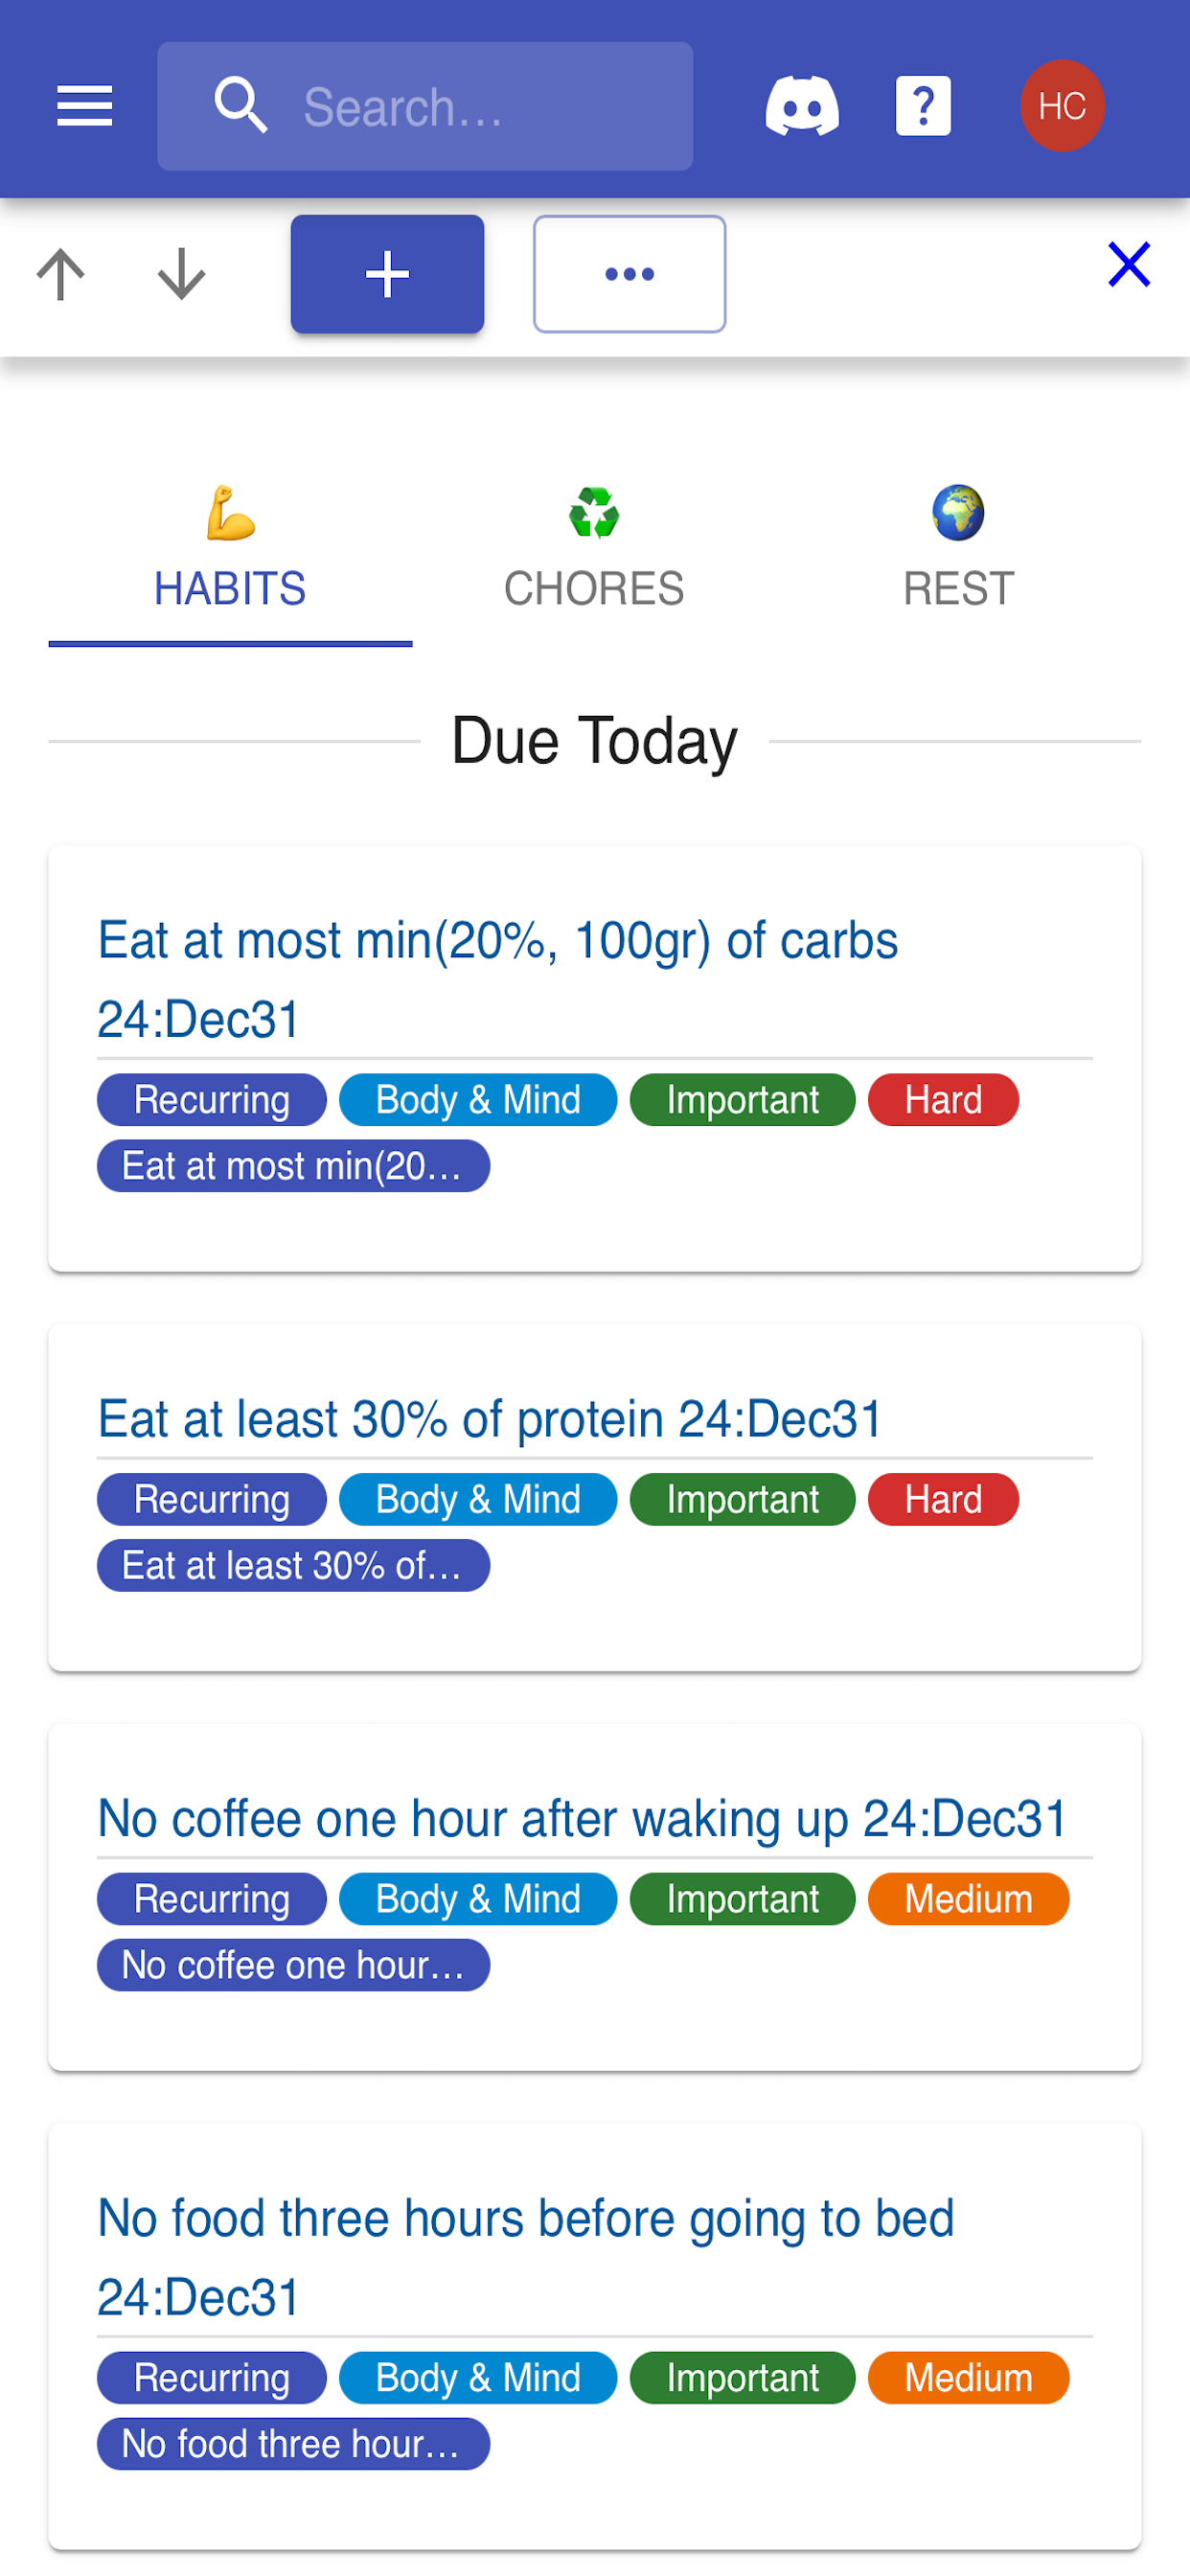 Search...
?
HC
HABITS
CHORES
REST
Due Today
Eat at most min(20%, 100gr) of carbs
24:Dec31
Recurring Body & Mind Important Hard
Eat at most min(20...
Eat at least 30% of protein 24:Dec31
Recurring Body & Mind Important Hard
Eat at least 30% of...
No coffee one hour after waking up 24:Dec31
Recurring Body & Mind Important Medium
No coffee one hour...
No food three hours before going to bed
24:Dec31
Recurring Body & Mind Important Medium
No food three hour...